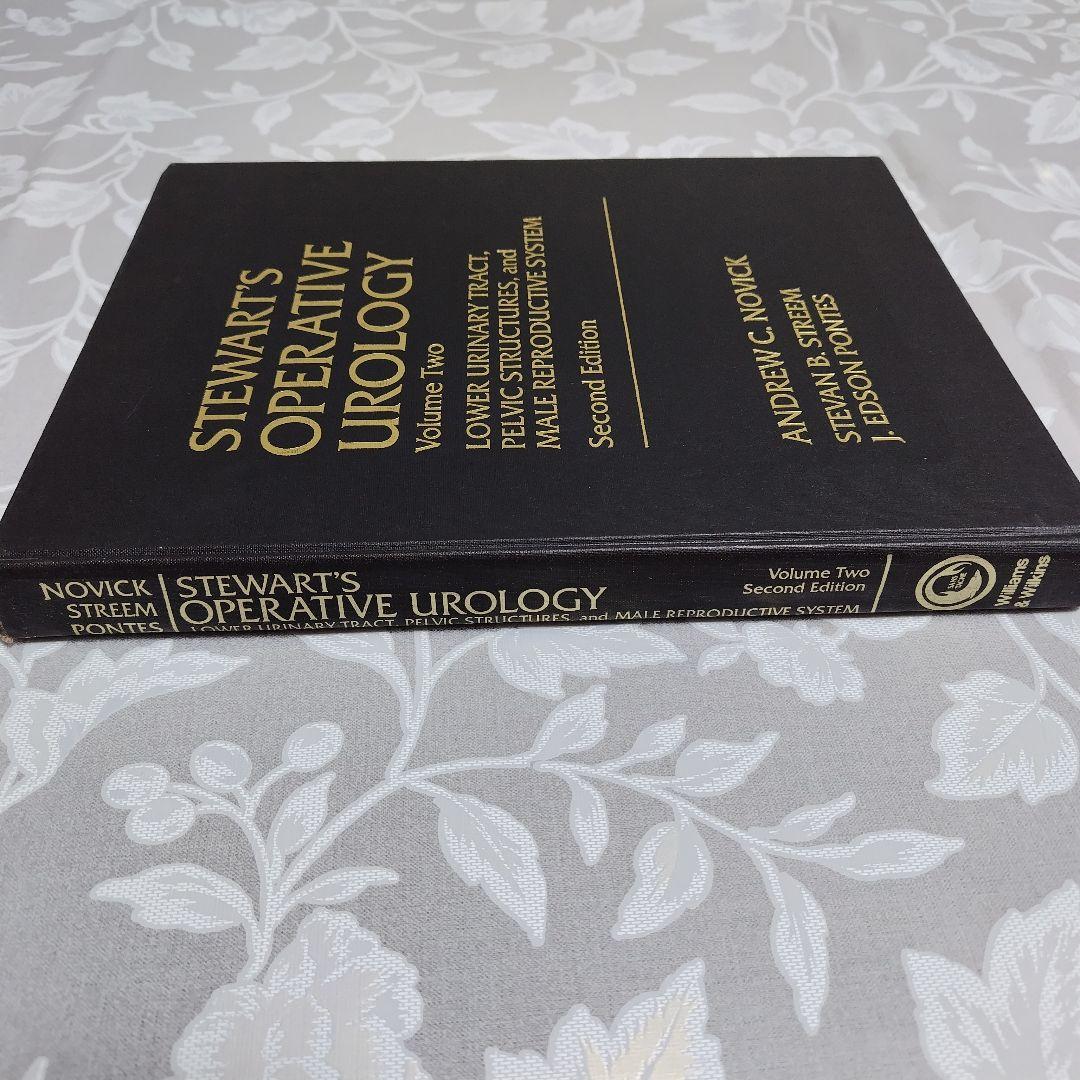 STEWART'S
OPERATIVE
UROLOGY
Volume Two
LOWER URINARY TRACT,
PELVIC STRUCTURES, and
MALE REPRODUCTIVE SYSTEM
Second Edition
ANDREW C. NOVICK
STEVAN B. STREEM
J. EDSON PONTES
NOVICK
STREEM
PONTES
STEWART'S
OPERATIVE UROLOGY
LOWER URINARY TRACT, PELVIC STRUCTURES, and MALE REPRODUCTIVE SYSTEM
Volume Two
Second Edition
Williams
& Wilkins